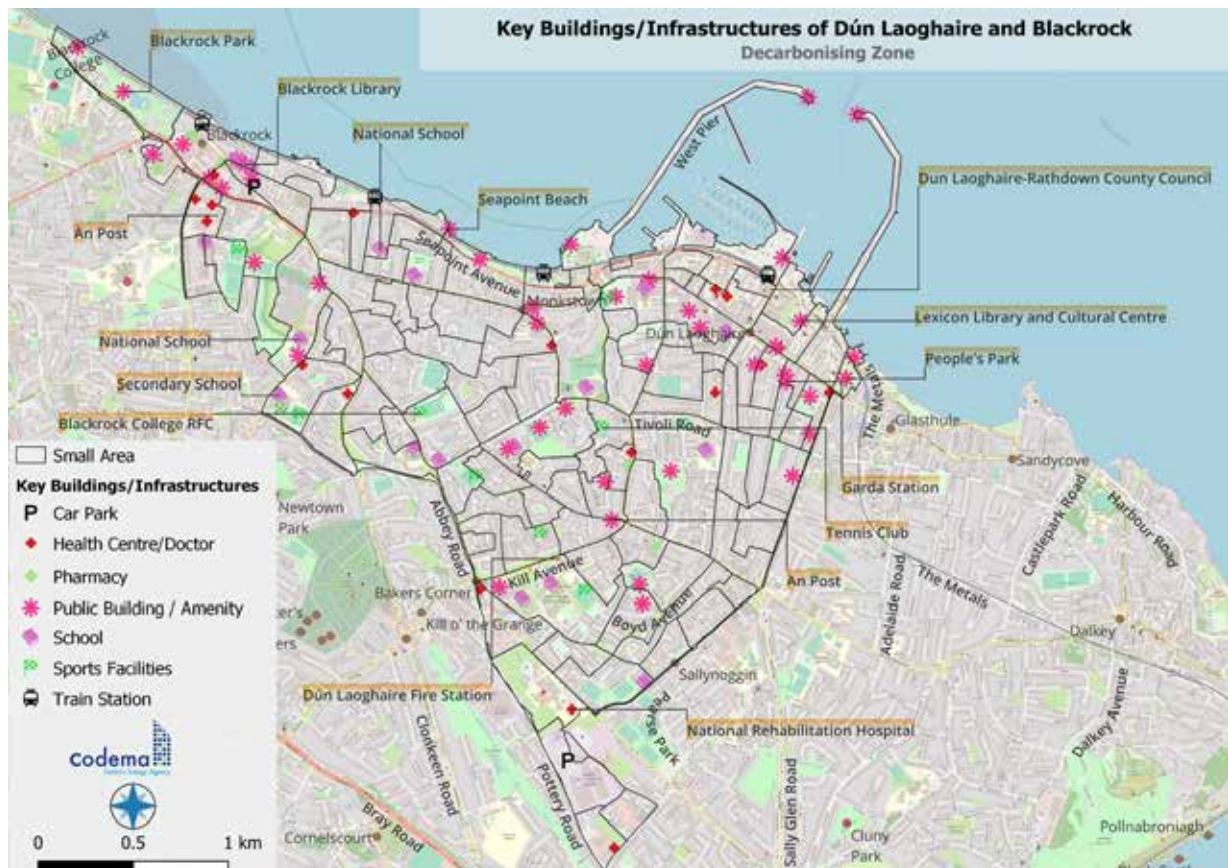 Key Buildings/Infrastructures of Dún Laoghaire and Blackrock
Decarbonising Zone
Blackrock
College
Blackrock Park
Blackrock Library
National School
Blackrock
P
West Pier
Dun Laoghaire-Rathdown County Council
Seapoint Beach
An Post
Seapoint Avenue
Monkstown
Lexicon Library and Cultural Centre
Dún Laoghaire
National School
People's Park
Secondary School
The Metals
Glasthule
Blackrock College RFC
Tivoli Road
Sandycove
Small Area
Key Buildings/Infrastructures
P Car Park
Health Centre/Doctor
Pharmacy
Public Building / Amenity
School
Sports Facilities
Train Station
Garda Station
Harbour Road
Castlepark Road
Newtown
Park
Abbey Road
Tennis Club
An Post
The Metals
Kill Avenue
Bakers Corner
Adelaide Road
Kill o' the Grange
Boyd Avenue
Dalkey
Sallynoggin
Dún Laoghaire Fire Station
National Rehabilitation Hospital
Pearse Park
Dalkey Avenue
Clonkeen Road
P
Pottery Road
Sally Glen Road
codema
Bray Road
Cornelscourt
Cluny
Park
Pollnabroniagh
0 0.5 1 km